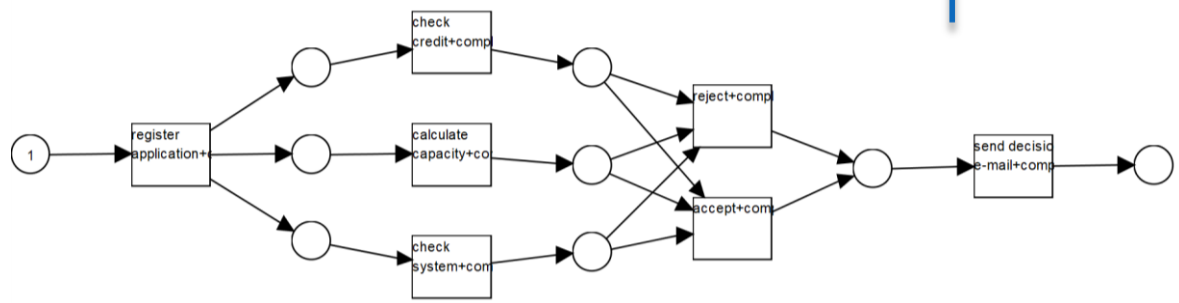 check
credit+compl
reject+compl
register
application+
calculate
capacity+co
send decisic
e-mail+comp
1
accept+com
check
system+com